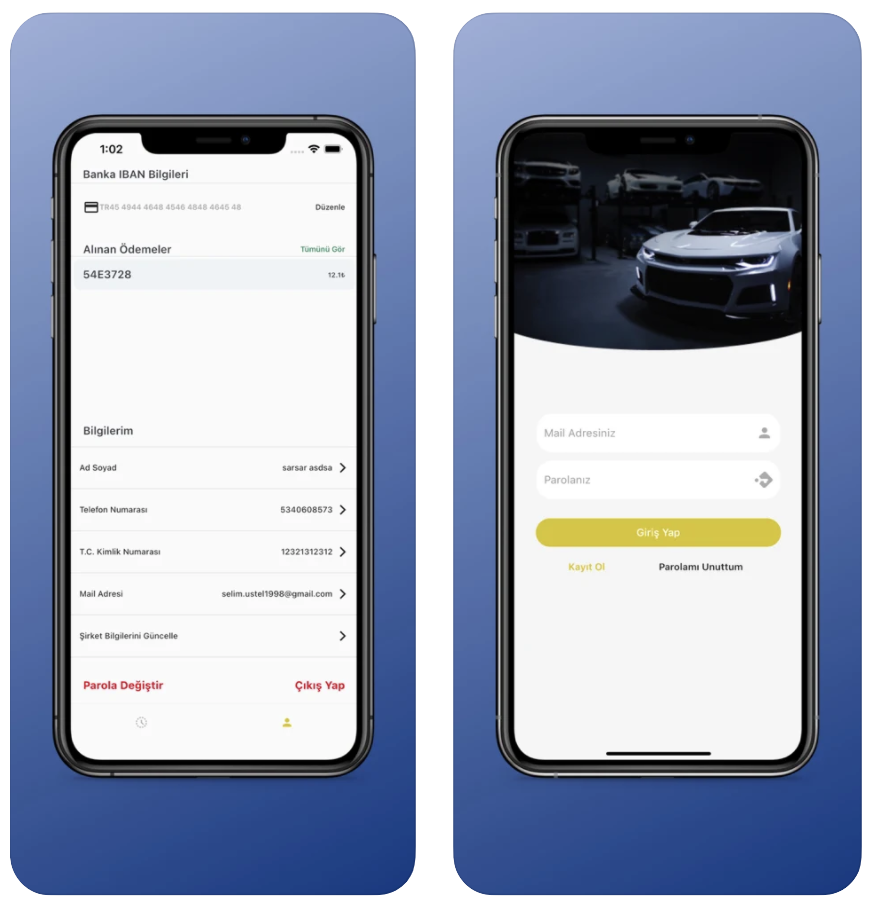 1:02
Banka IBAN Bilgileri
TR45 4944 4648 4546 4848 4646 48
Düzenle
Alınan Ödemeler
Tümünü Gör
54E3728
12.16
Bilgilerim
Ad Soyad
sarsar asdsa
Telefon Numarası
5340608573
T.C. Kimlik Numarası
12321312312
Mail Adresi
selim.ustel1998@gmail.com
Şirket Bilgilerini Güncelle
Parola Değiştir
Çıkış Yap
Mail Adresiniz
Parolanız
Giriş Yap
Kayıt Ol
Parolamı Unuttum